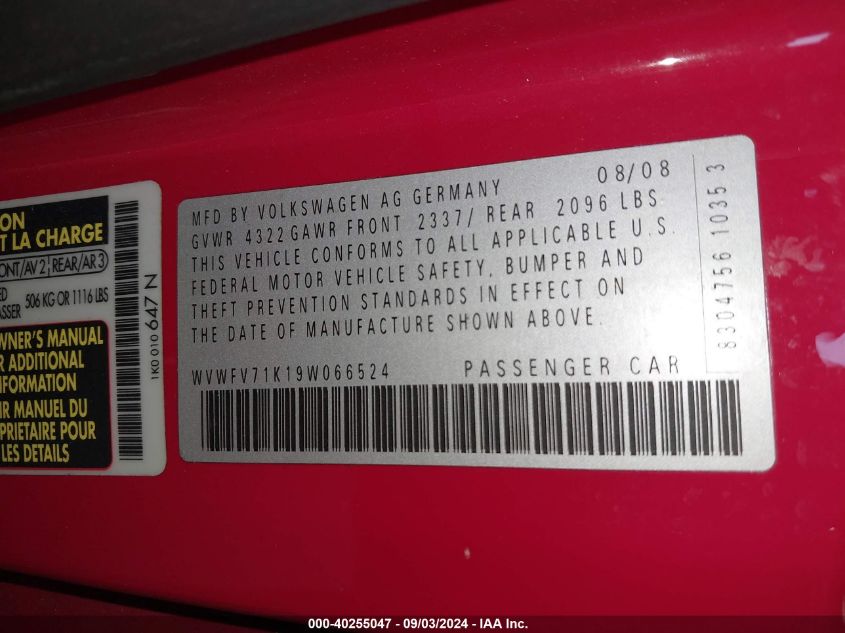 ON
T LA CHARGE
ONT/AV 2 REAR/AR 3
ED
ASSER 506 KG OR 1116 LBS
WNER'S MANUAL
R ADDITIONAL
NFORMATION
IR MANUEL DU
PRIETAIRE POUR
LES DETAILS
1K0 010 647 N
08/08
MFD BY VOLKSWAGEN AG GERMANY
GVWR 4322 GAWR FRONT 2337/ REAR 2096 LBS
THIS VEHICLE CONFORMS TO ALL APPLICABLE U.S.
FEDERAL MOTOR VEHICLE SAFETY, BUMPER AND
THEFT PREVENTION STANDARDS IN EFFECT ON
THE DATE OF MANUFACTURE SHOWN ABOVE.
WVWFV71K19W066524 PASSENGER CAR
8304756 1035 3
000-40255047 - 09/03/2024 - IAA Inc.